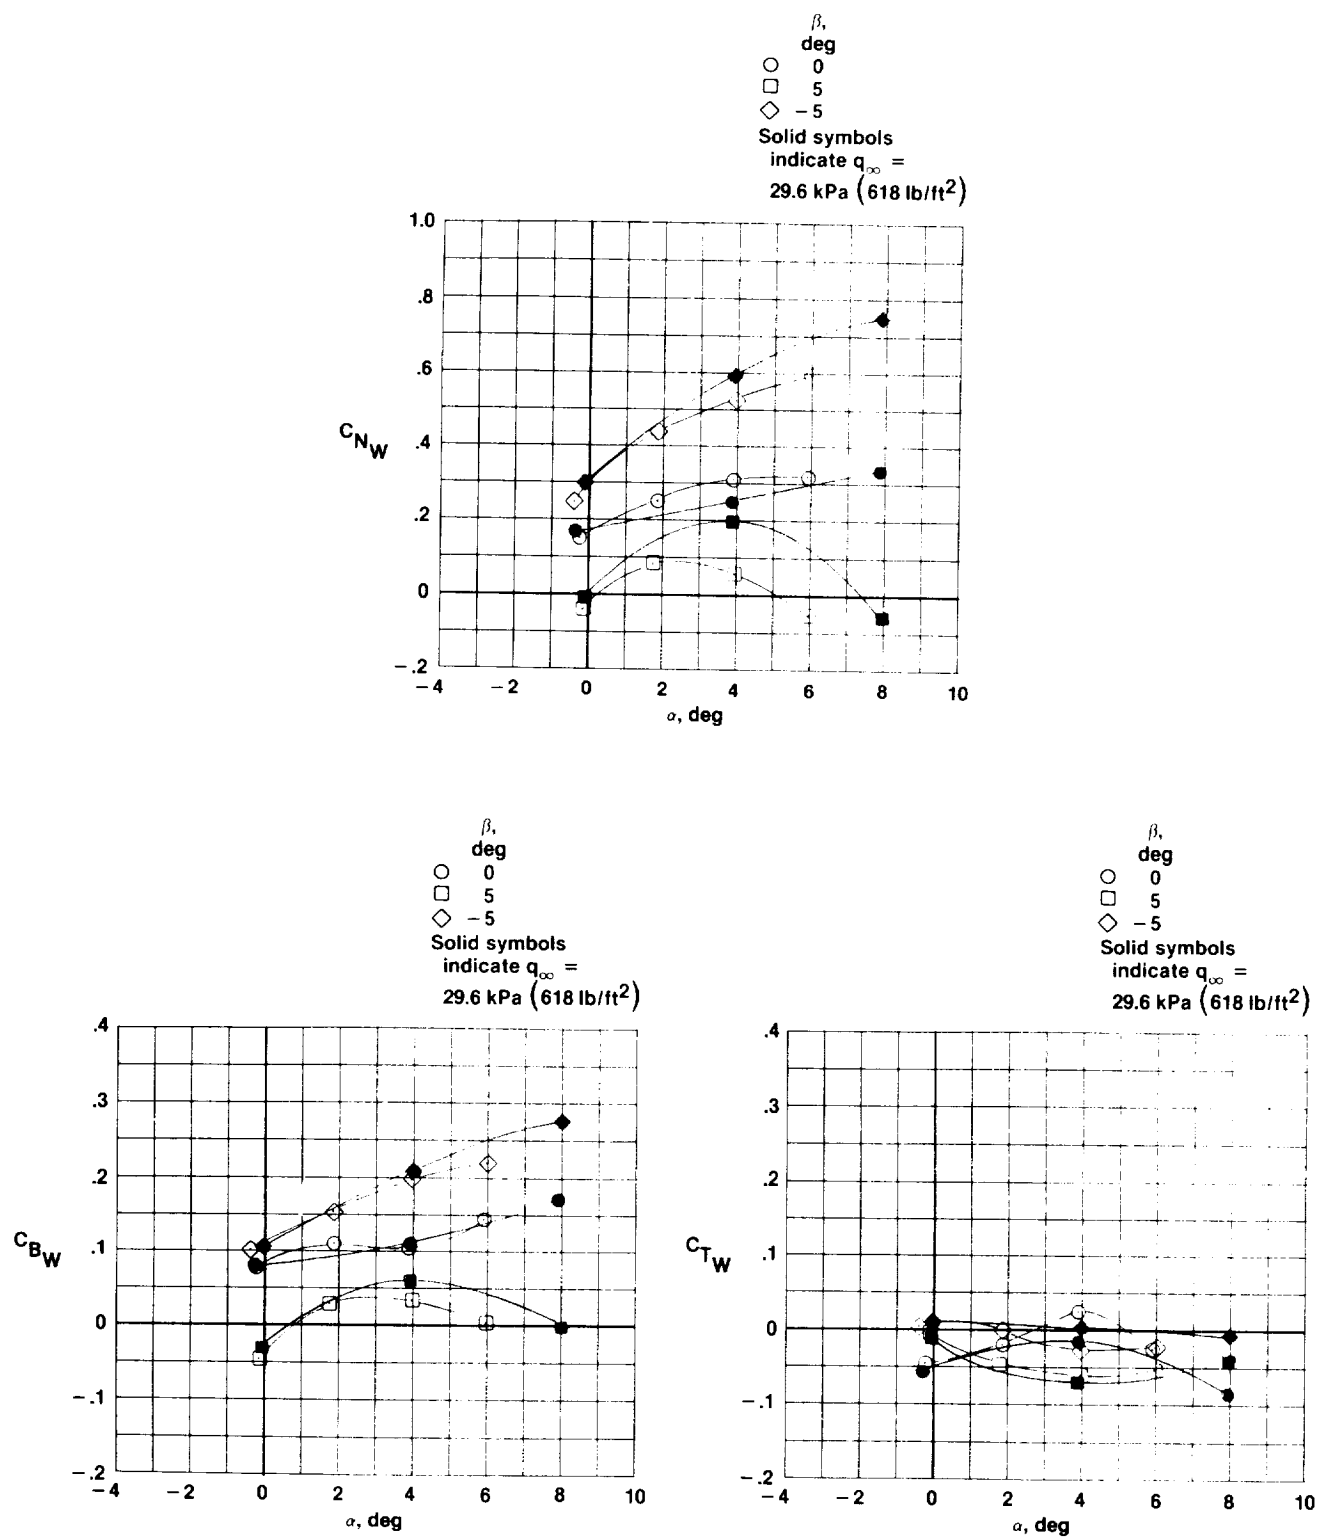 β,
deg
0
5
−5
Solid symbols
indicate q∞ =
29.6 kPa (618 lb/ft2)
1.0
.8
.6
.4
.2
0
−.2
CNW
−4 −2 0 2 4 6 8 10
α, deg
β,
deg
0
5
−5
Solid symbols
indicate q∞ =
29.6 kPa (618 lb/ft2)
.4
.3
.2
.1
0
−.1
−.2
CBW
−4 −2 0 2 4 6 8 10
α, deg
β,
deg
0
5
−5
Solid symbols
indicate q∞ =
29.6 kPa (618 lb/ft2)
.4
.3
.2
.1
0
−.1
−.2
CTW
−4 −2 0 2 4 6 8 10
α, deg